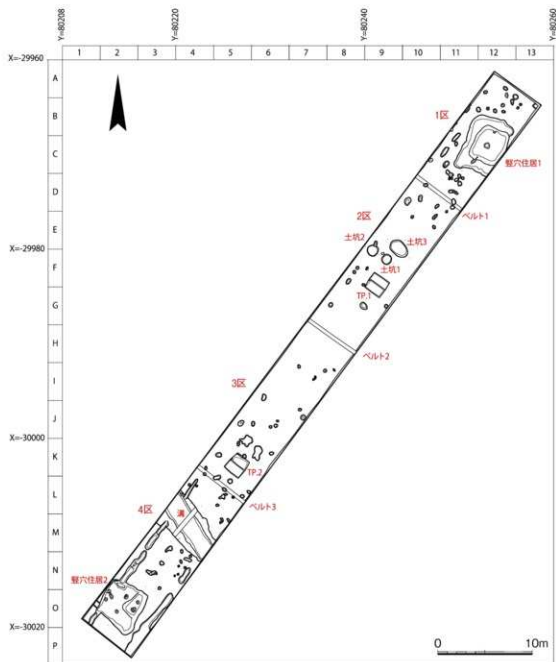 Y=80208
Y=80220
Y=80240
Y=80260
X=-29960
1 2 3 4 5 6 7 8 9 10 11 12 13
A
B
1区
C
竪穴住居1
D
2区
ベルト1
E
土坑2
土坑3
X=-29980
F
土坑1
TP.1
G
H
ベルト2
I
3区
J
X=-30000
K
TP.2
L
ベルト3
4区
溝
M
N
竪穴住居2
O
X=-30020
P
0 10m